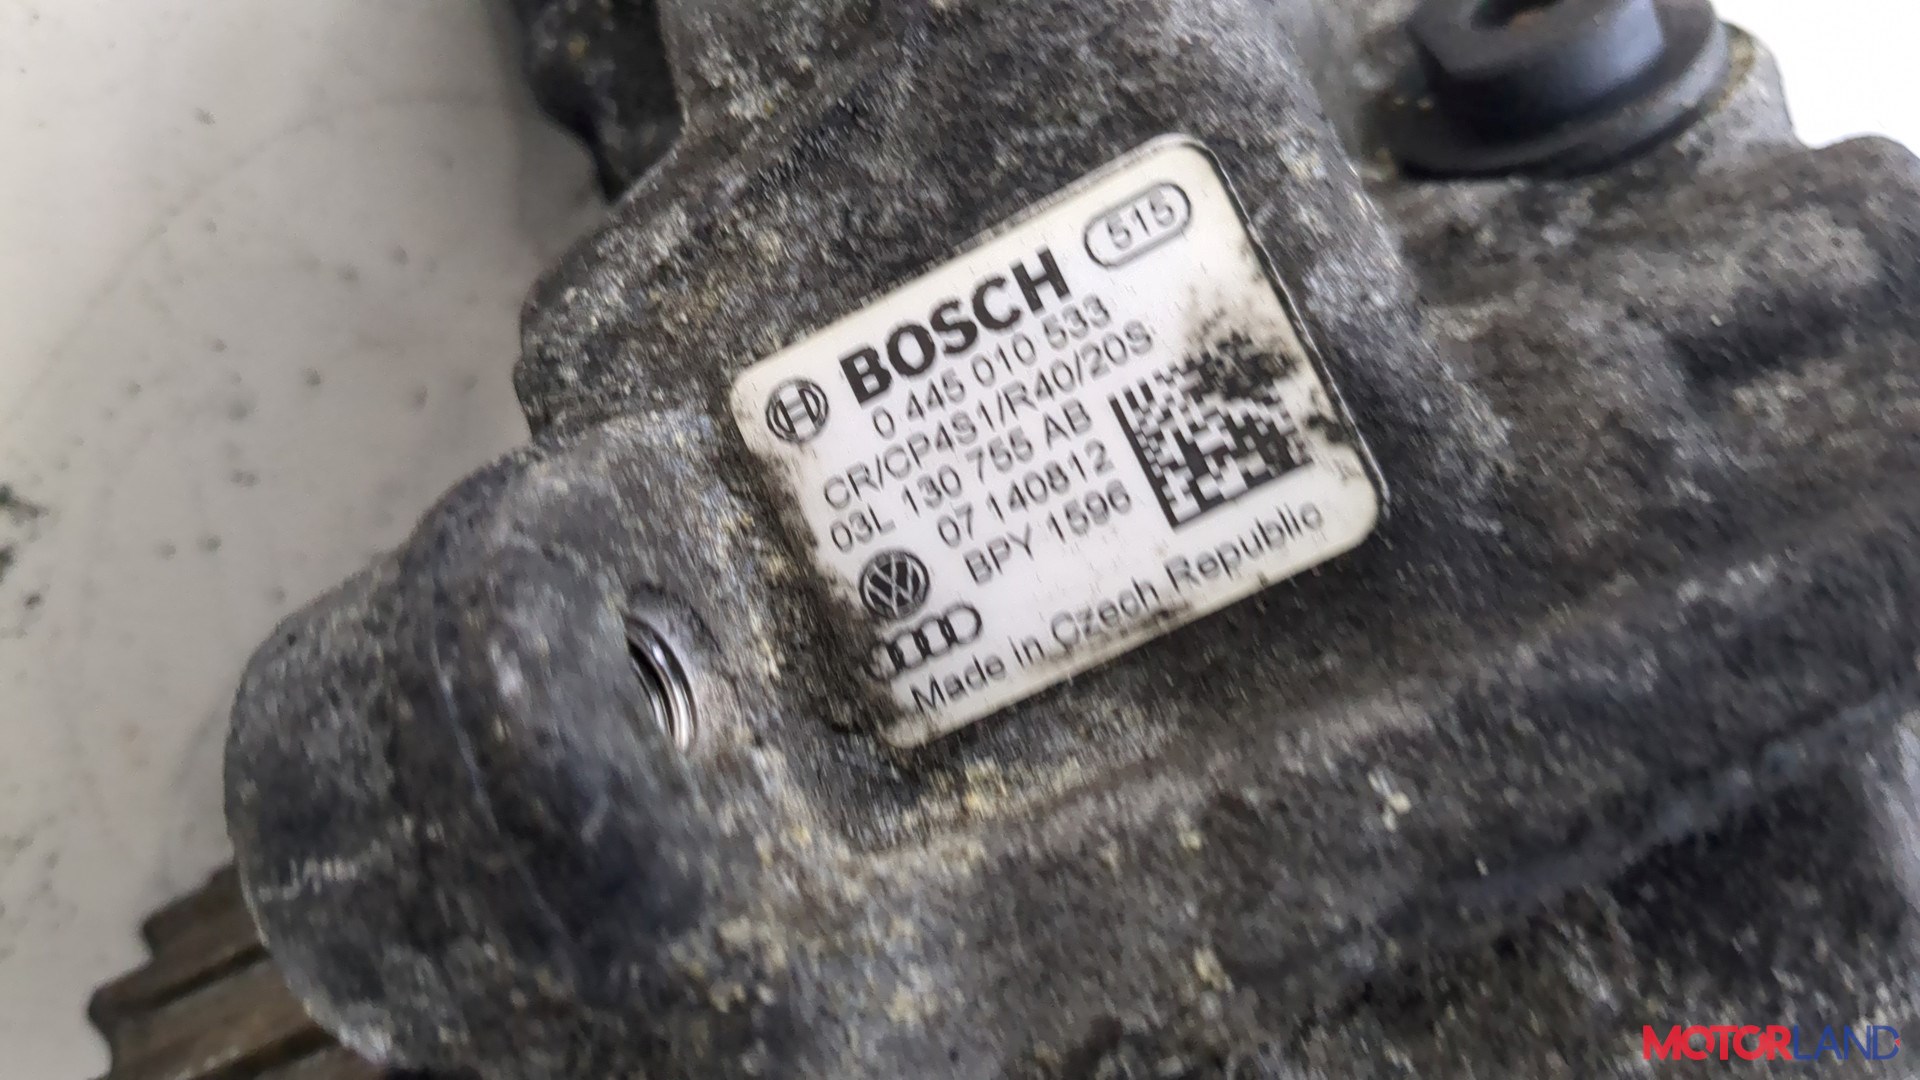 515
BOSCH
0 445 010 533
CR/CP4S1/R40/20S
03L 130 755 AB
07 140812
BPY 1596
Made in Czech Republic
MOTORLAND